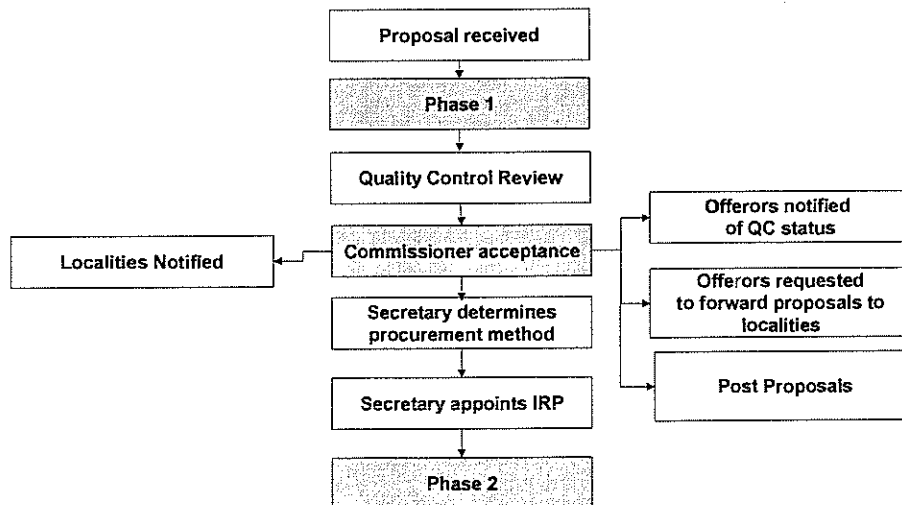 Proposal received
Phase 1
Quality Control Review
Commissioner acceptance
Localities Notified
Offerors notified
of QC status
Offerors requested
to forward proposals to
localities
Post Proposals
Secretary determines
procurement method
Secretary appoints IRP
Phase 2